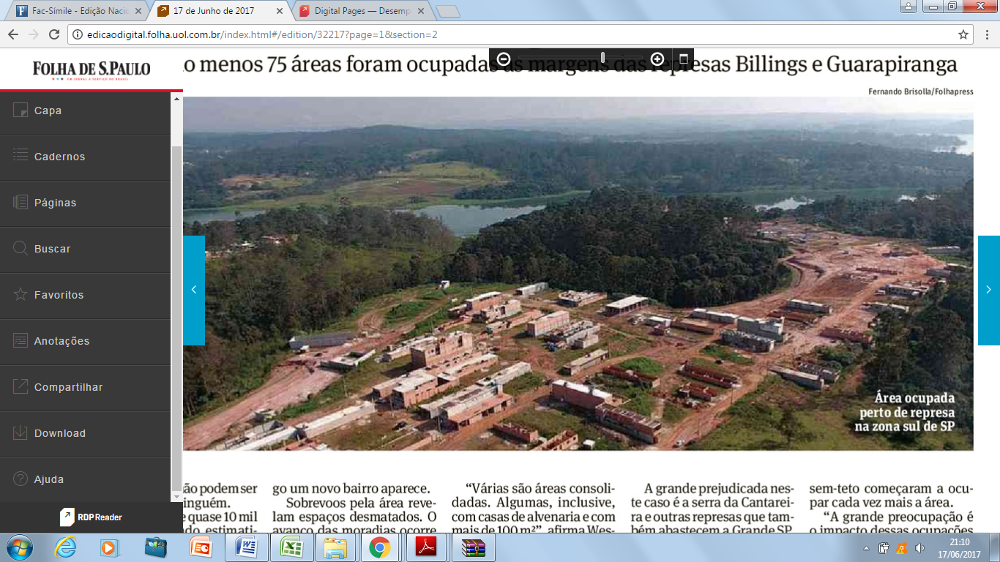 Fac-Símile - Edição Naci
17 de Junho de 2017
Digital Pages — Desemp
edicaodigital.folha.uol.com.br/index.html#/edition/32217?page=1&section=2
FOLHA DE S.PAULO
UM JORNAL A SERVIÇO DO BRASIL
Capa
Cadernos
Páginas
Buscar
Favoritos
Anotações
Compartilhar
Download
Ajuda
RDP Reader
o menos 75 áreas foram ocupadas às margens das represas Billings e Guarapiranga
Fernando Brisolla/Folhapress
Área ocupada
perto de represa
na zona sul de SP
ão podem ser
inguém.
e quase 10 mil
do estimati-
go um novo bairro aparece.
Sobrevoos pela área reve-
lam espaços desmatados. O
avanço das moradias ocorre
“Várias são áreas consoli-
dadas. Algumas, inclusive,
com casas de alvenaria e com
mais de 100 m²”, afirma Wes-
A grande prejudicada nes-
te caso é a serra da Cantarei-
ra e outras represas que tam-
bém abastecem a Grande SP
sem-teto começaram a ocu-
par cada vez mais a área.
“A grande preocupação é
o impacto dessas ocupações
21:10
17/06/2017